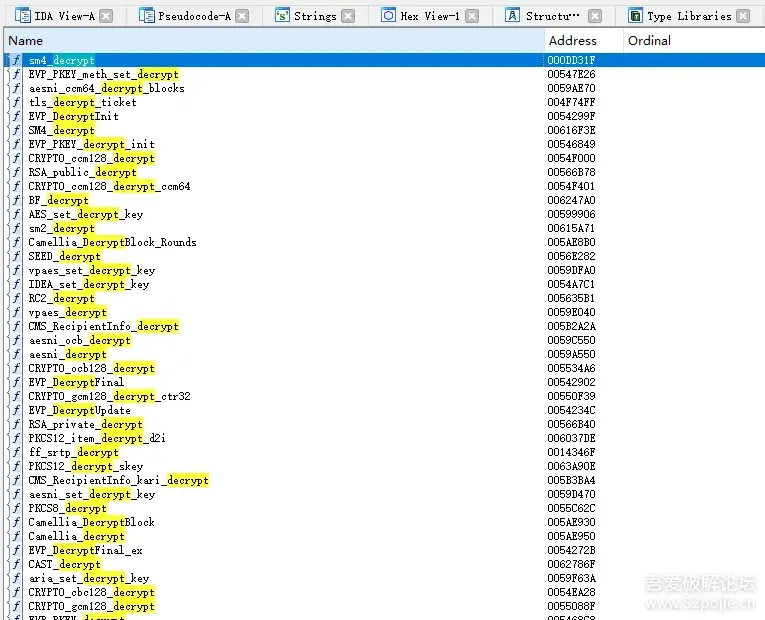 IDA View-A Pseudocode-A Strings Hex View-1 Structu··· Type Libraries
Name Address Ordinal
sm4_decrypt 000DD31F
EVP_PKEY_meth_set_decrypt 00547E26
aesni_ccm64_decrypt_blocks 0059AE70
tls_decrypt_ticket 004F74FF
EVP_DecryptInit 0054299F
SM4_decrypt 00616F3E
EVP_PKEY_decrypt_init 00546849
CRYPTO_ccm128_decrypt 0054F000
RSA_public_decrypt 00566B78
CRYPTO_ccm128_decrypt_ccm64 0054F401
BF_decrypt 006247A0
AES_set_decrypt_key 00599906
sm2_decrypt 00615A71
Camellia_DecryptBlock_Rounds 005AE8B0
SEED_decrypt 0056E282
vpaes_set_decrypt_key 0059DFA0
IDEA_set_decrypt_key 0054A7C1
RC2_decrypt 005635B1
vpaes_decrypt 0059E040
CMS_RecipientInfo_decrypt 005B2A2A
aesni_ocb_decrypt 0059C550
aesni_decrypt 0059A550
CRYPTO_ocb128_decrypt 005534A6
EVP_DecryptFinal 00542902
CRYPTO_gcm128_decrypt_ctr32 00550F39
EVP_DecryptUpdate 0054234C
RSA_private_decrypt 00566B40
PKCS12_item_decrypt_d2i 006037DE
ff_srtp_decrypt 0014346F
PKCS12_decrypt_skey 0063A90E
CMS_RecipientInfo_kari_decrypt 005B3BA4
aesni_set_decrypt_key 0059D470
PKCS8_decrypt 0055C62C
Camellia_DecryptBlock 005AE930
Camellia_decrypt 005AE950
EVP_DecryptFinal_ex 0054272B
CAST_decrypt 0062786F
aria_set_decrypt_key 0059F63A
CRYPTO_cbc128_decrypt 0054EA28
CRYPTO_gcm128_decrypt 0055088F
EVP_PKEY_decrypt 005468C8
吾爱破解论坛
www.52pojie.cn